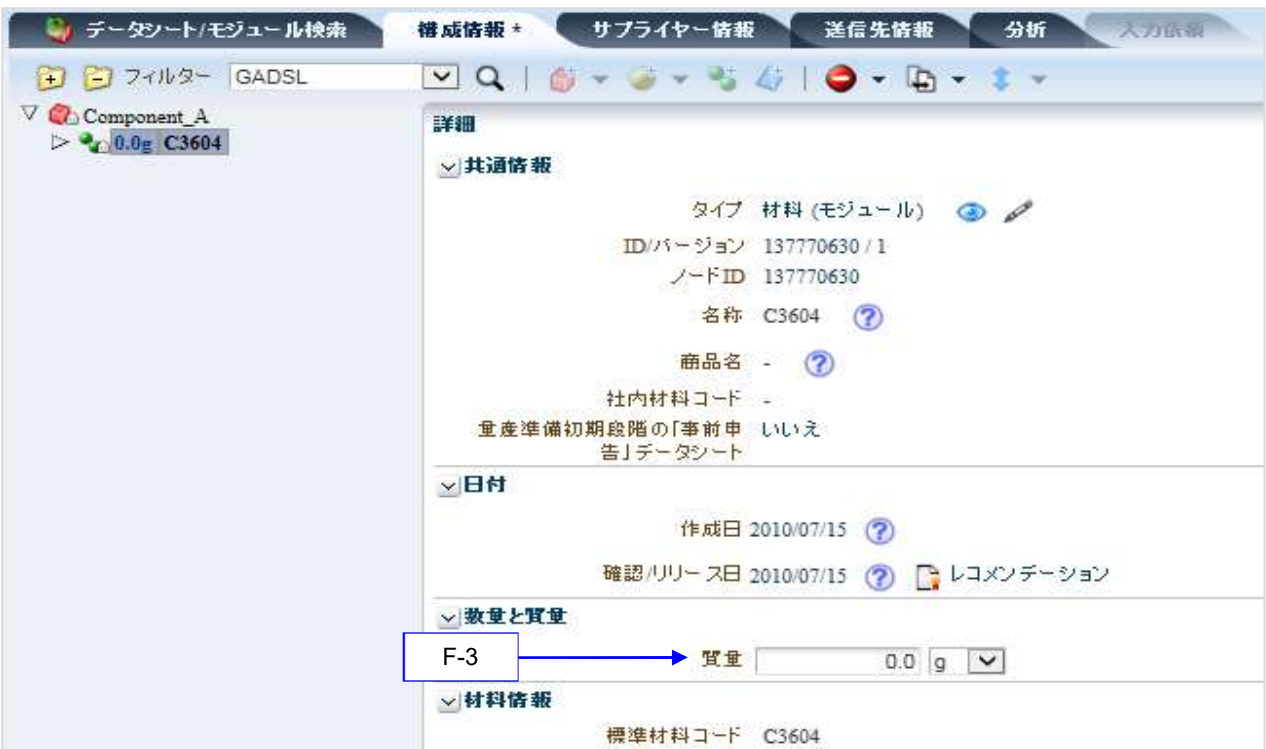 データシート/モジュール検索 構成情報 * サプライヤー情報 送信先情報 分析 入力依頼
フィルター GADSL
Component_A
0.0g C3604
詳細
共通情報
タイプ 材料 (モジュール)
ID/バージョン 137770630 / 1
ノードID 137770630
名称 C3604
商品名 -
社内材料コード -
量産準備初期段階の「事前申 いいえ
告」データシート
日付
作成日 2010/07/15
確認/リリース日 2010/07/15 レコメンデーション
数量と質量
F-3 質量 0.0 g
材料情報
標準材料コード C3604